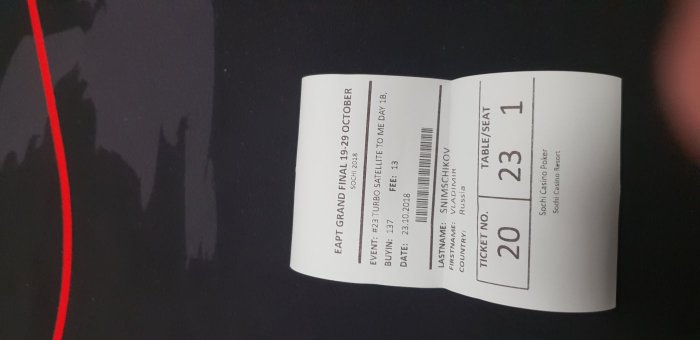 EAPT GRAND FINAL 19-29 OCTOBER
SOCHI 2018
EVENT: #23 TURBO SATELLITE TO ME DAY 1B,
BUYIN: 137 FEE: 13
DATE: 23.10.2018
LASTNAME: SNIMSCHIKOV
FIRSTNAME: VLADIMIR
COUNTRY: Russia
TICKET NO. TABLE/SEAT
20 23 1
Sochi Casino Poker
Sochi Casino Resort